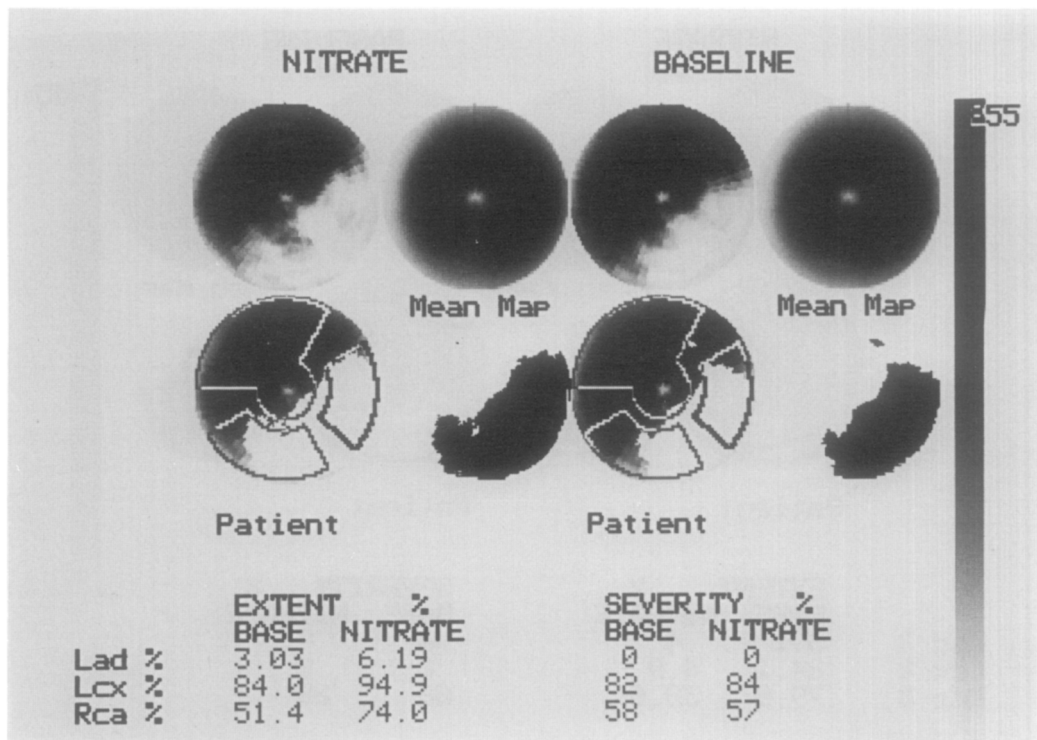 NITRATE BASELINE
Mean Map Mean Map
Patient Patient
EXTENT % SEVERITY %
BASE NITRATE BASE NITRATE
Lad % 3.03 6.19 0 0
Lcx % 84.0 94.9 82 84
Rca % 51.4 74.0 58 57